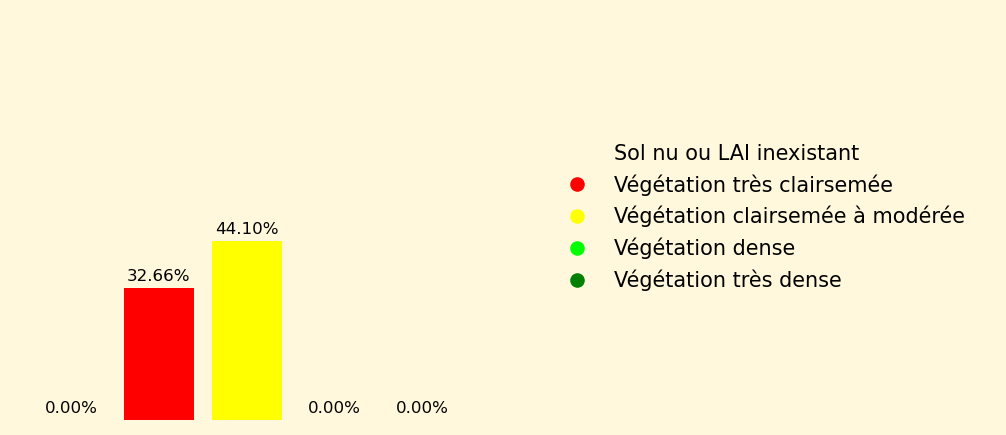 Sol nu ou LAI inexistant
Végétation très clairsemée
Végétation clairsemée à modérée
Végétation dense
Végétation très dense
44.10%
32.66%
0.00%
0.00%
0.00%